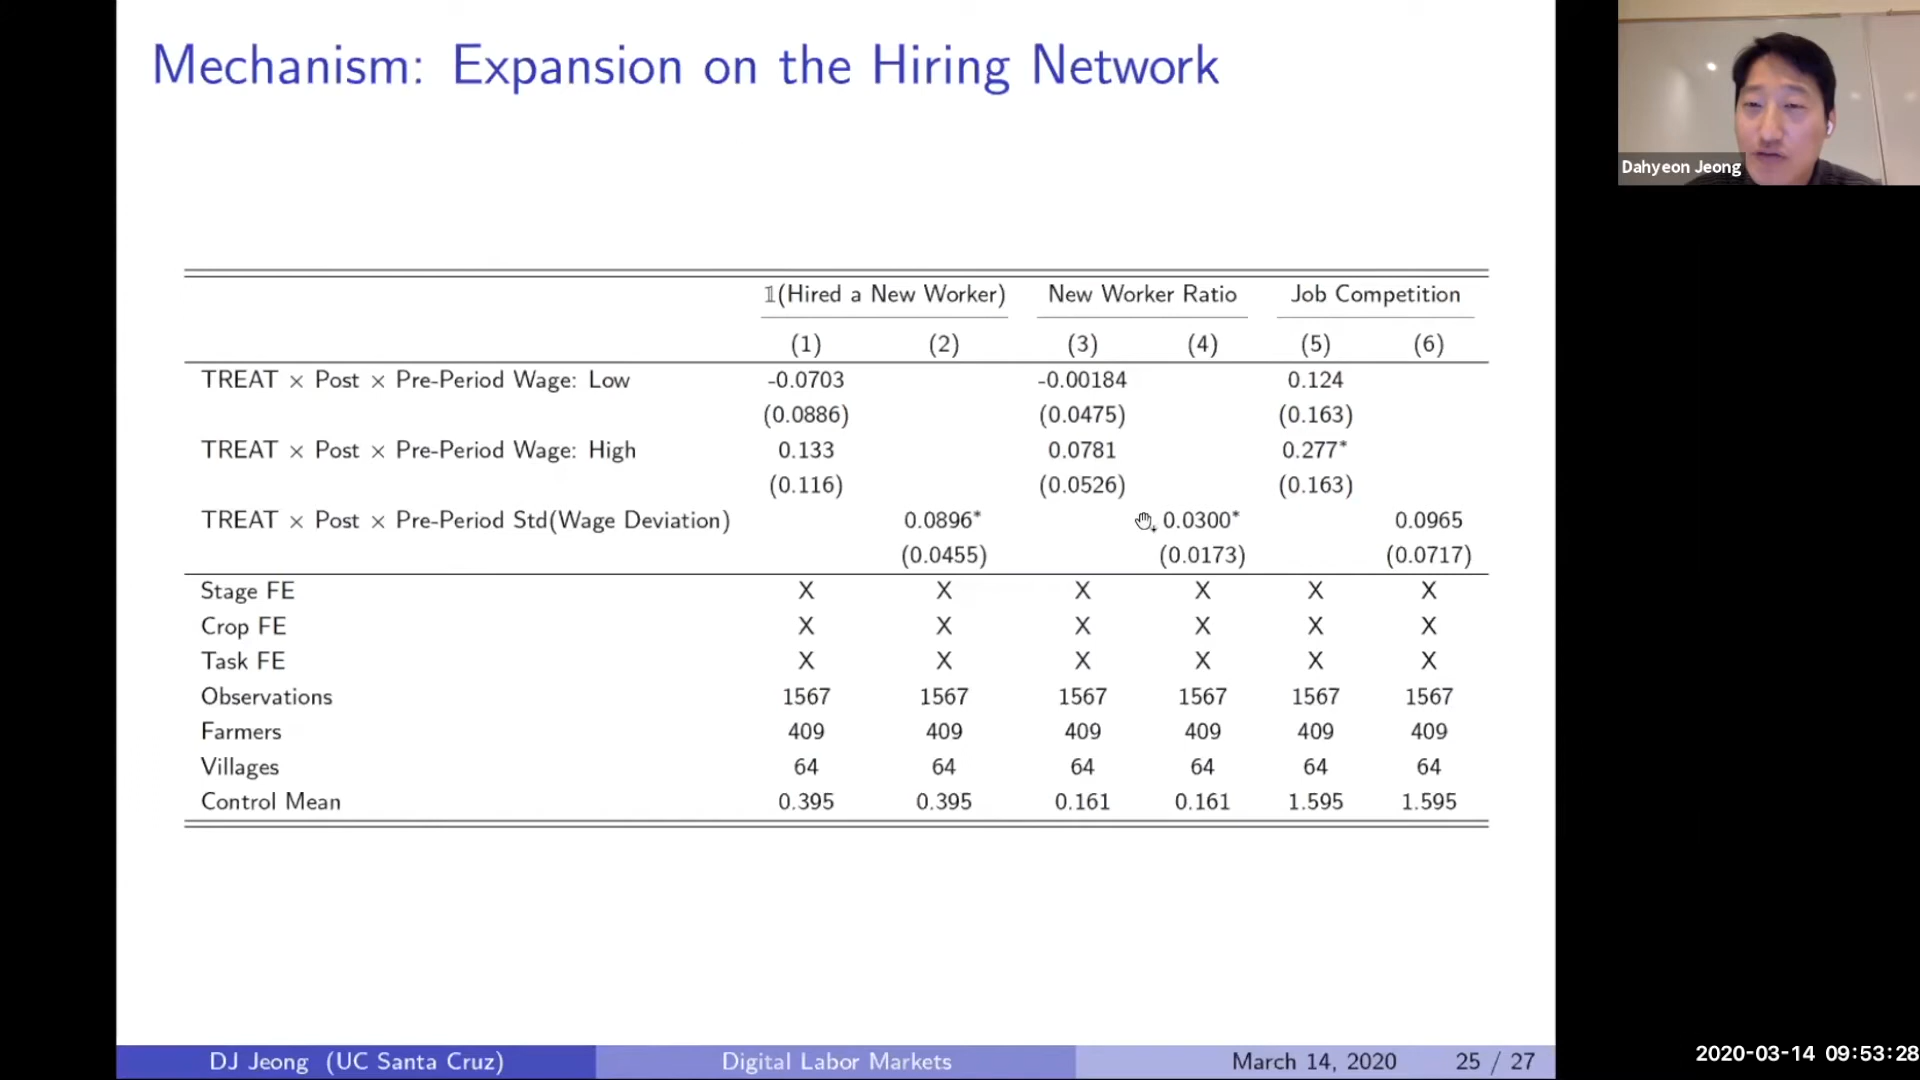 Mechanism: Expansion on the Hiring Network
Dahyeon Jeong
𝟙(Hired a New Worker) New Worker Ratio Job Competition
(1) (2) (3) (4) (5) (6)
TREAT × Post × Pre-Period Wage: Low -0.0703 -0.00184 0.124
(0.0886) (0.0475) (0.163)
TREAT × Post × Pre-Period Wage: High 0.133 0.0781 0.277*
(0.116) (0.0526) (0.163)
TREAT × Post × Pre-Period Std(Wage Deviation) 0.0896* 0.0300* 0.0965
(0.0455) (0.0173) (0.0717)
Stage FE X X X X X X
Crop FE X X X X X X
Task FE X X X X X X
Observations 1567 1567 1567 1567 1567 1567
Farmers 409 409 409 409 409 409
Villages 64 64 64 64 64 64
Control Mean 0.395 0.395 0.161 0.161 1.595 1.595
DJ Jeong (UC Santa Cruz) Digital Labor Markets March 14, 2020 25 / 27
2020-03-14 09:53:28